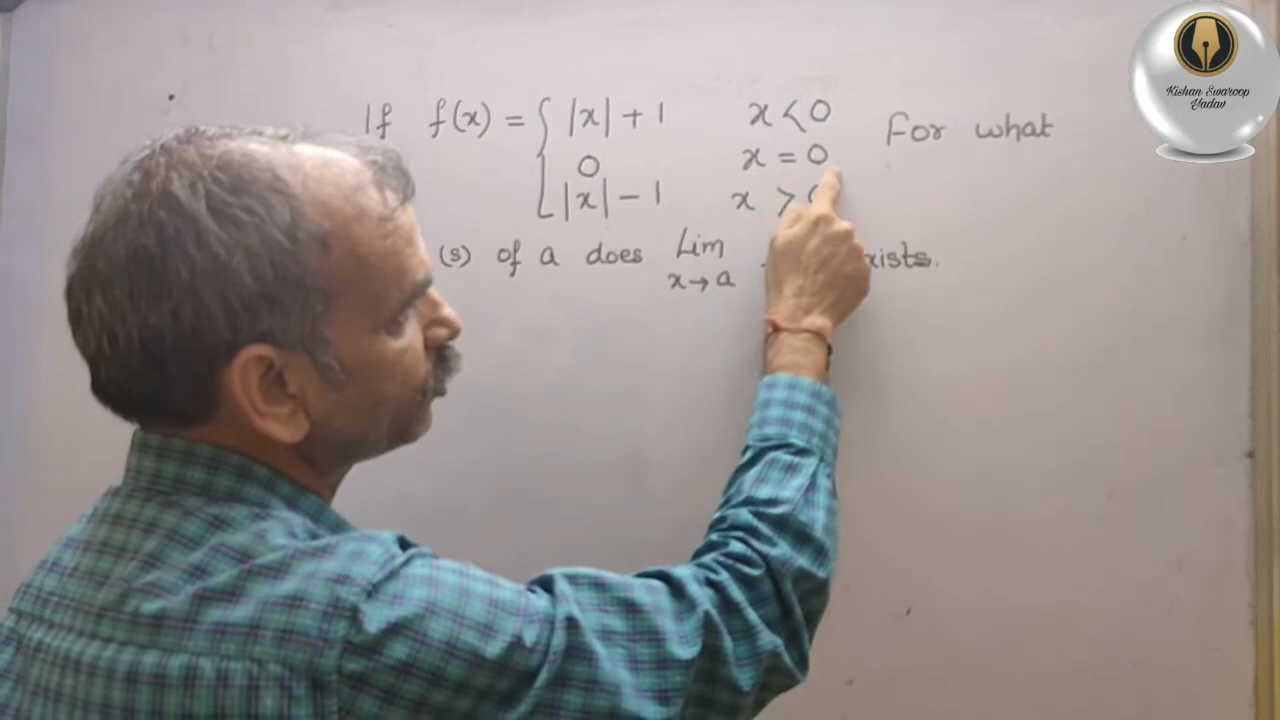 If f(x) = { |x| + 1 x < 0 For what
0 x = 0
|x| - 1 x >
(s) of a does Lim
x→a
Kishan Swaroop
Yadav